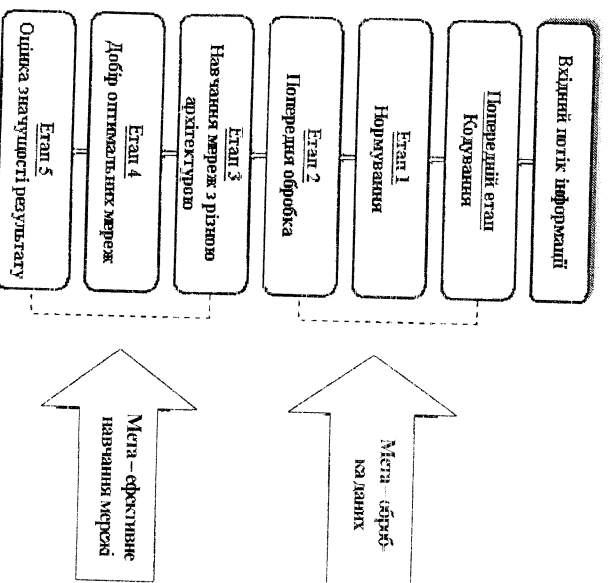 Вхідний потік інформації
Попередній етап
Кодування
Етап 1
Нормування
Етап 2
Попередня обробка
Етап 3
Навчання мереж з різною
архітектурою
Етап 4
Добір оптимальних мереж
Етап 5
Оцінка значущості результату
Мета – оброб-
ка даних
Мета – ефективне
навчання мережі